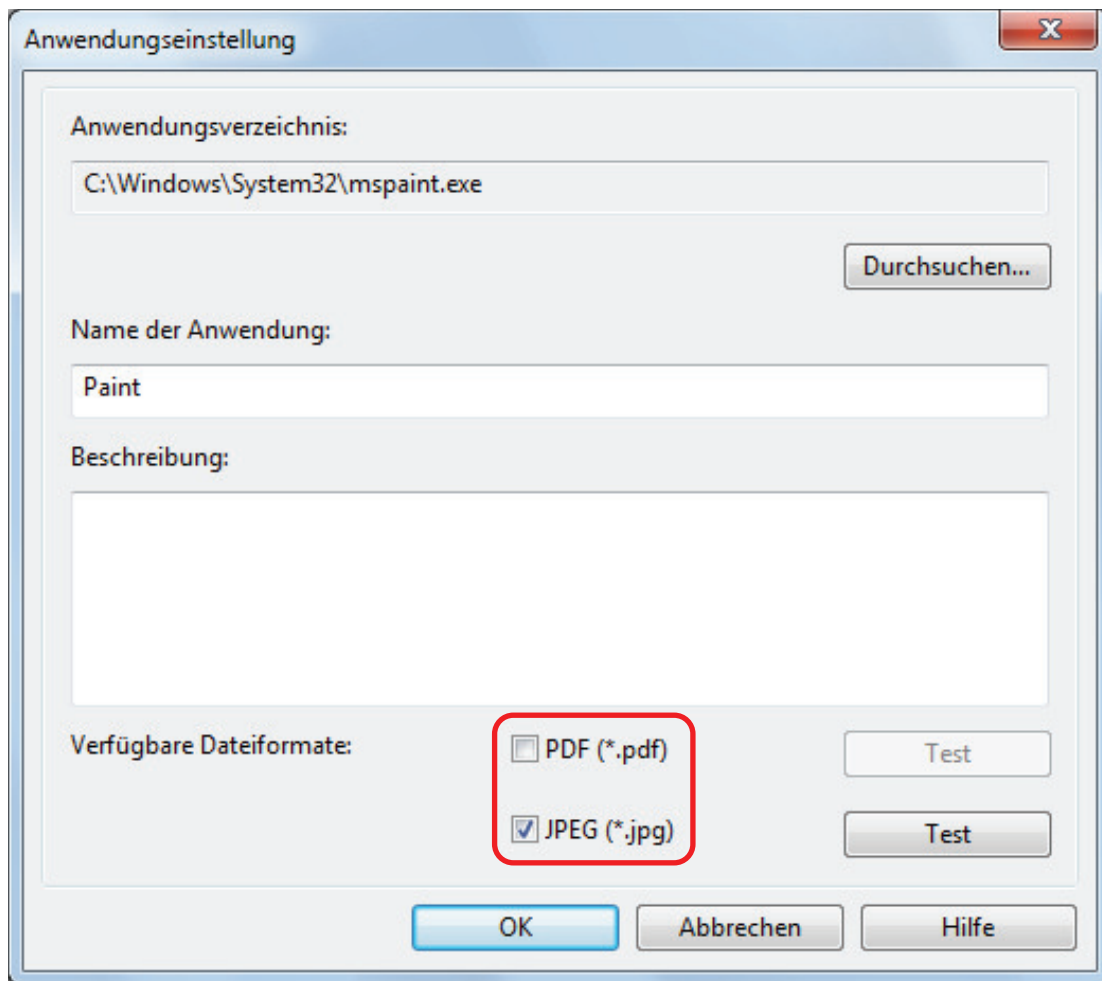 Anwendungseinstellung
Anwendungsverzeichnis:
C:\Windows\System32\mspaint.exe
Durchsuchen...
Name der Anwendung:
Paint
Beschreibung:
Verfügbare Dateiformate:
PDF (*.pdf)
Test
JPEG (*.jpg)
Test
OK
Abbrechen
Hilfe